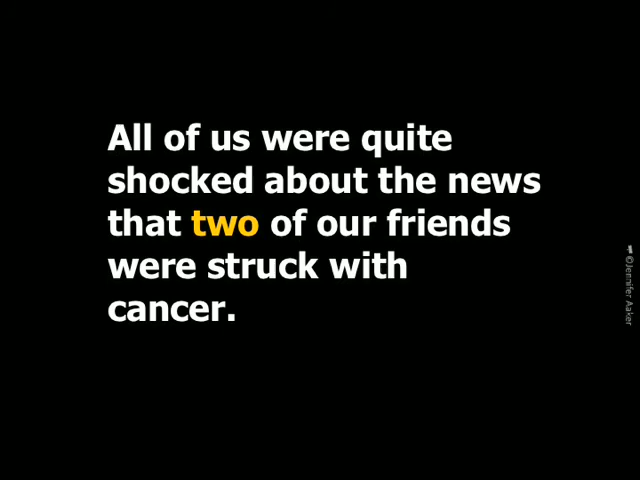 All of us were quite
shocked about the news
that two of our friends
were struck with
cancer.
©Jennifer Aaker